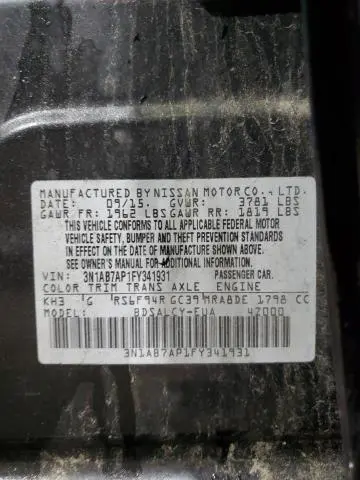 MANUFACTURED BY NISSAN MOTOR CO., LTD.
DATE: 09/15. GVWR: 3781 LBS
GAWR FR: 1962 LBS GAWR RR: 1819 LBS
THIS VEHICLE CONFORMS TO ALL
APPLICABLE FEDERAL MOTOR
VEHICLE SAFETY, BUMPER AND THEFT
PREVENTION STANDARDS IN EFFECT
ON THE DATE OF MANUFACTURE
SHOWN ABOVE.
SEE OWNER'S MANUAL FOR ADDITIONAL
INFORMATION.
VIN: 3N1AB7AP1FY341931 PASSENGER CAR.
COLOR TRIM TRANS AXLE ENGINE
KH3 G RS6F94R GC39 MRA8DE 1798 CC
MODEL: BDSALCY-EUA 42000
3N1AB7AP1FY341931